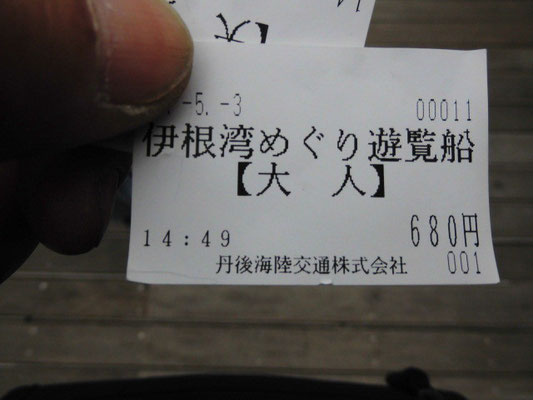 大
-5.-3 00011
伊根湾めぐり遊覧船
【大 人】
14:49 680円
丹後海陸交通株式会社 001